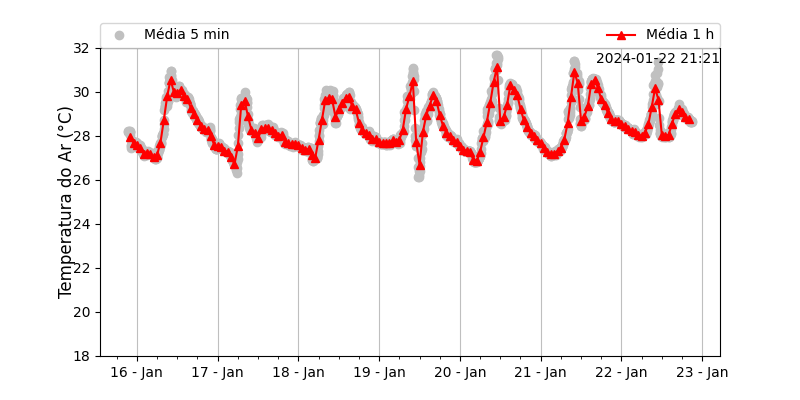 Média 5 min
Média 1 h
2024-01-22 21:21
Temperatura do Ar (°C)
32
30
28
26
24
22
20
18
16 - Jan
17 - Jan
18 - Jan
19 - Jan
20 - Jan
21 - Jan
22 - Jan
23 - Jan